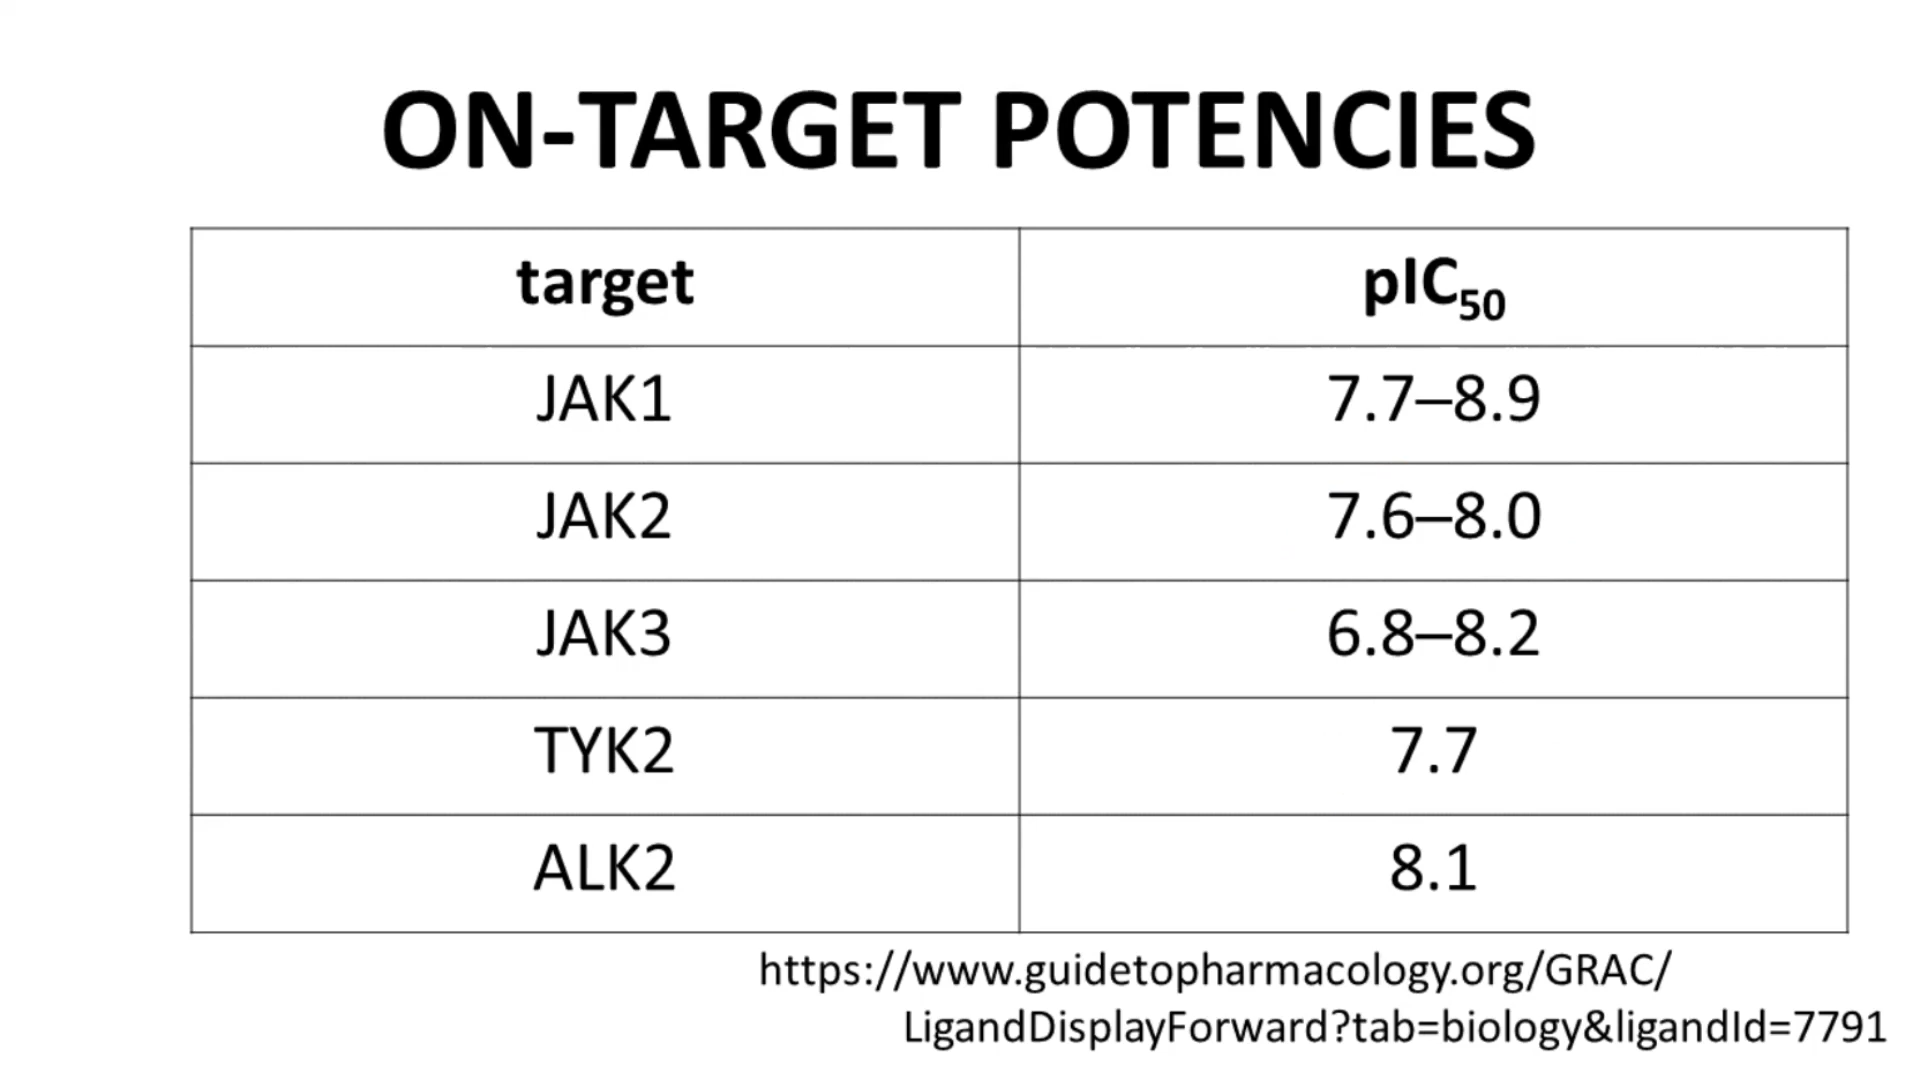 ON-TARGET POTENCIES
target pIC50
JAK1 7.7–8.9
JAK2 7.6–8.0
JAK3 6.8–8.2
TYK2 7.7
ALK2 8.1
https://www.guidetopharmacology.org/GRAC/
LigandDisplayForward?tab=biology&ligandId=7791